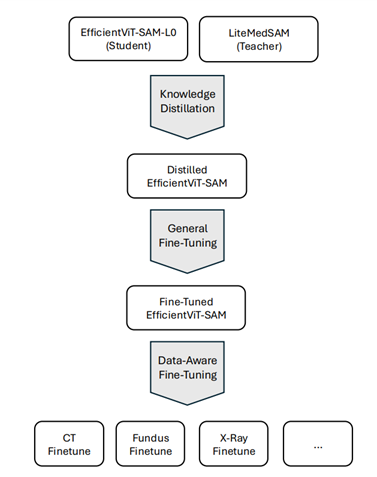 EfficientViT-SAM-L0
(Student)
LiteMedSAM
(Teacher)
Knowledge
Distillation
Distilled
EfficientViT-SAM
General
Fine-Tuning
Fine-Tuned
EfficientViT-SAM
Data-Aware
Fine-Tuning
CT
Finetune
Fundus
Finetune
X-Ray
Finetune
...